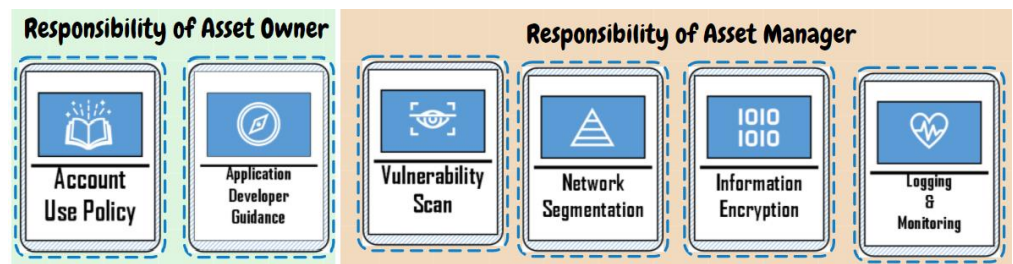 Responsibility of Asset Owner
Responsibility of Asset Manager
Account
Use Policy
Application
Developer
Guidance
Vulnerability
Scan
Network
Segmentation
1010
1010
Information
Encryption
Logging
&
Monitoring